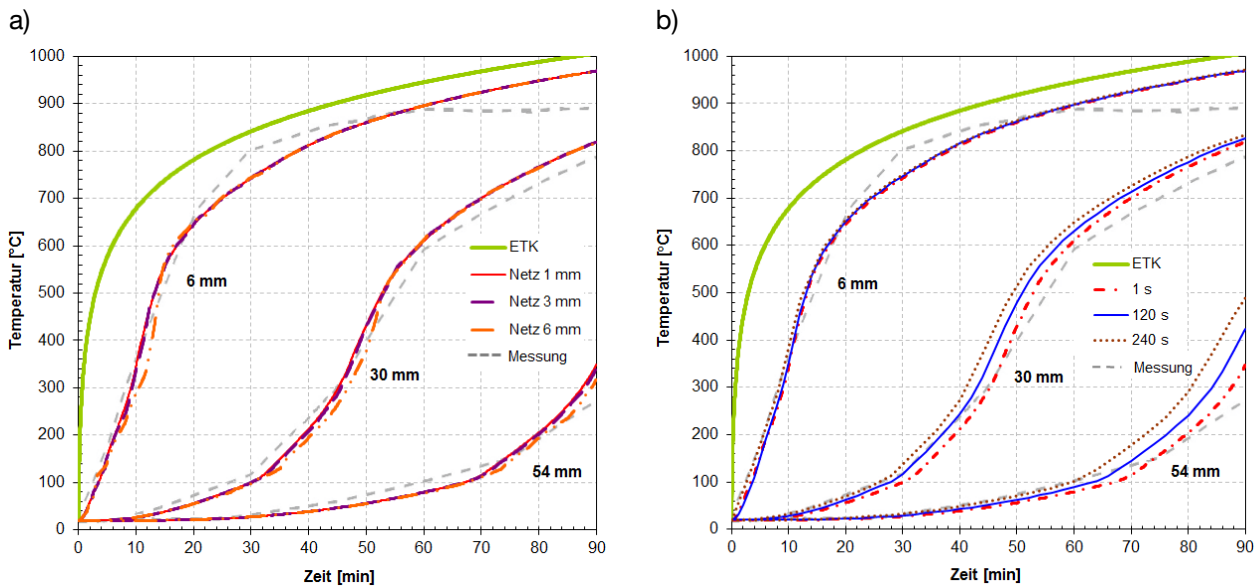 a)
1000
900
800
700
600
500
400
300
200
100
0
Temperatur [°C]
0 10 20 30 40 50 60 70 80 90
Zeit [min]
6 mm
30 mm
54 mm
ETK
Netz 1 mm
Netz 3 mm
Netz 6 mm
Messung
b)
1000
900
800
700
600
500
400
300
200
100
0
Temperatur [°C]
0 10 20 30 40 50 60 70 80 90
Zeit [min]
6 mm
30 mm
54 mm
ETK
1 s
120 s
240 s
Messung